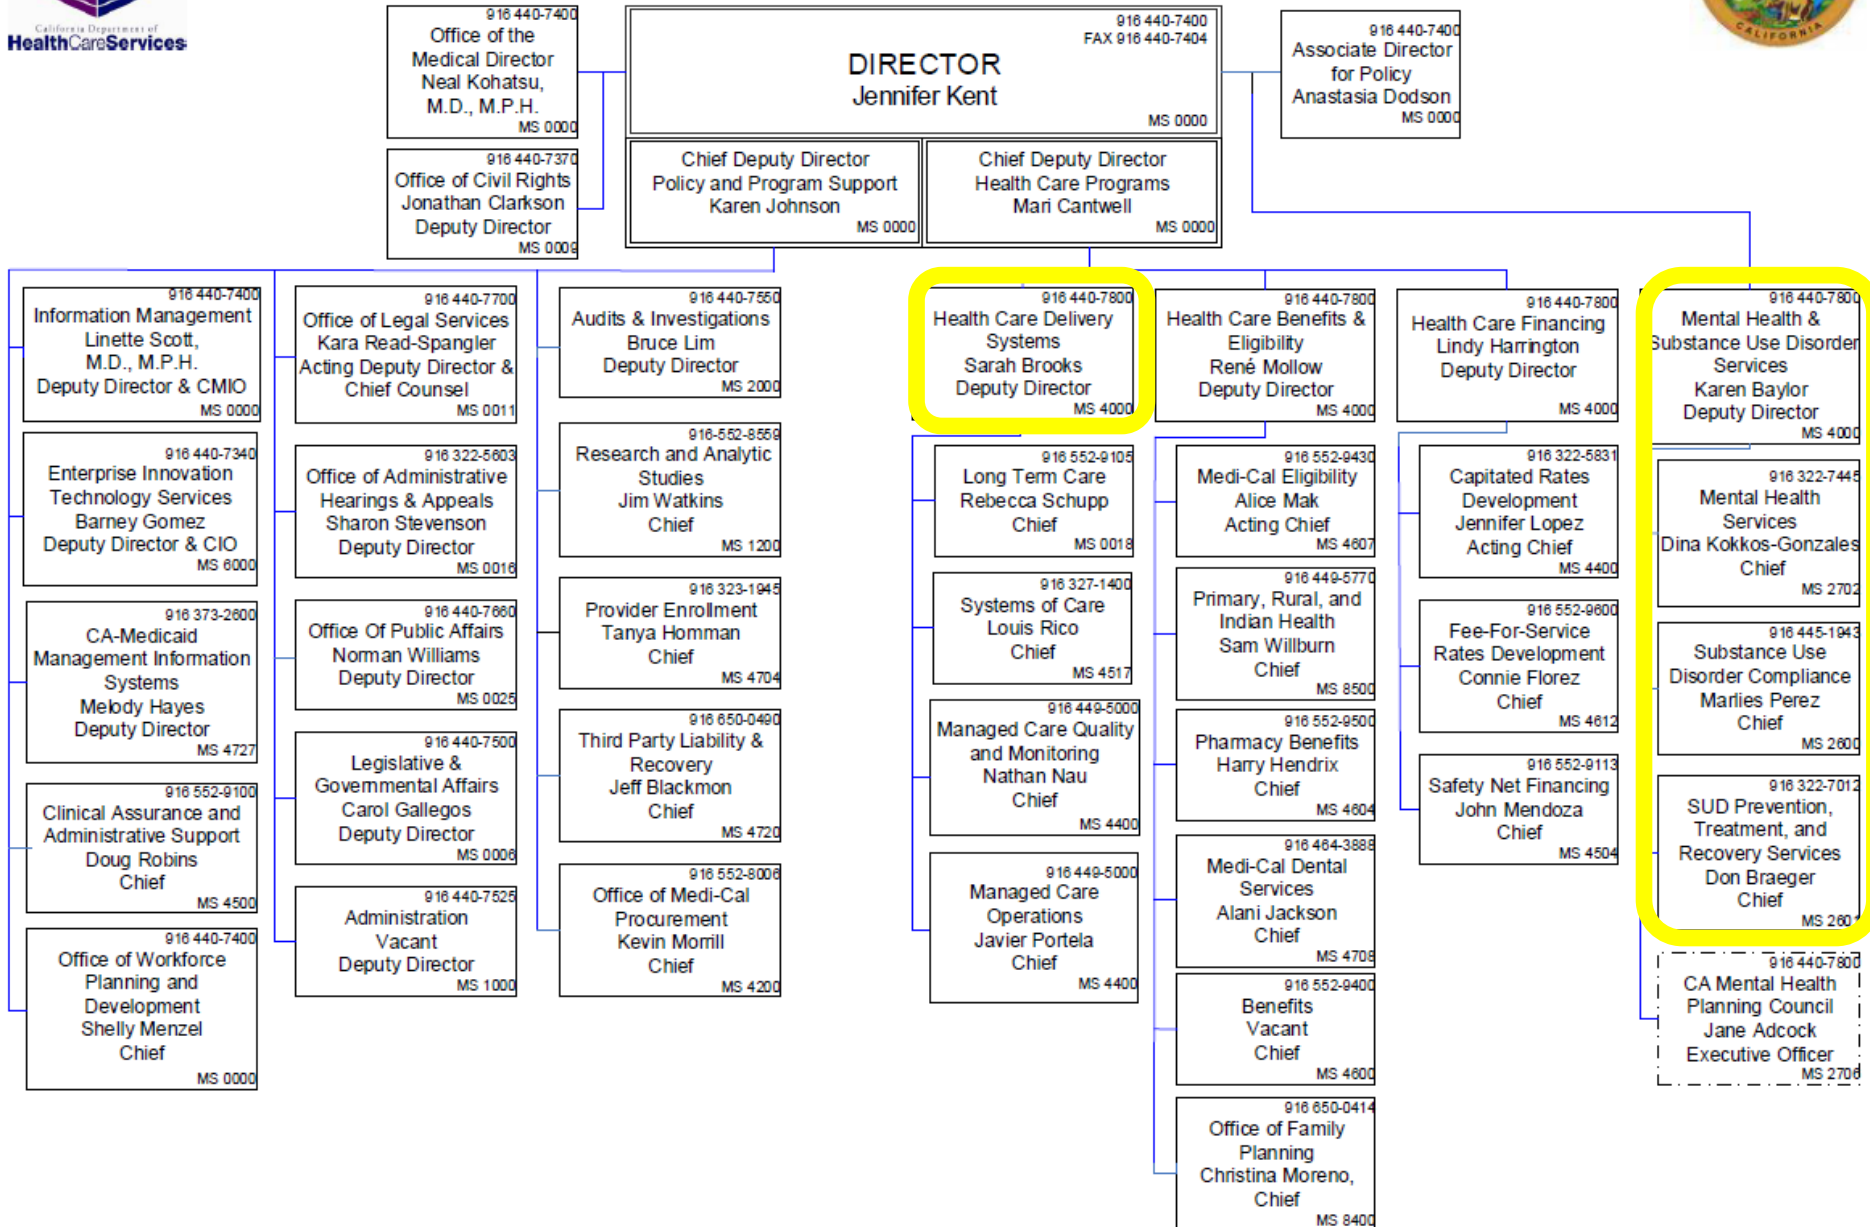 California Department of
HealthCareServices
916 440-7400
Office of the
Medical Director
Neal Kohatsu,
M.D., M.P.H.
MS 0000
916 440-7370
Office of Civil Rights
Jonathan Clarkson
Deputy Director
MS 0009
916 440-7400
FAX 916 440-7404
DIRECTOR
Jennifer Kent
MS 0000
Chief Deputy Director
Policy and Program Support
Karen Johnson
MS 0000
Chief Deputy Director
Health Care Programs
Mari Cantwell
MS 0000
916 440-7400
Associate Director
for Policy
Anastasia Dodson
MS 0000
CALIFORNIA
916 440-7400
Information Management
Linette Scott,
M.D., M.P.H.
Deputy Director & CMIO
MS 0000
916 440-7340
Enterprise Innovation
Technology Services
Barney Gomez
Deputy Director & CIO
MS 6000
916 373-2600
CA-Medicaid
Management Information
Systems
Melody Hayes
Deputy Director
MS 4727
916 552-9100
Clinical Assurance and
Administrative Support
Doug Robins
Chief
MS 4500
916 440-7400
Office of Workforce
Planning and
Development
Shelly Menzel
Chief
MS 0000
916 440-7700
Office of Legal Services
Kara Read-Spangler
Acting Deputy Director &
Chief Counsel
MS 0011
916 322-5603
Office of Administrative
Hearings & Appeals
Sharon Stevenson
Deputy Director
MS 0016
916 440-7660
Office Of Public Affairs
Norman Williams
Deputy Director
MS 0025
916 440-7500
Legislative &
Governmental Affairs
Carol Gallegos
Deputy Director
MS 0006
916 440-7525
Administration
Vacant
Deputy Director
MS 1000
916 440-7550
Audits & Investigations
Bruce Lim
Deputy Director
MS 2000
916-552-8559
Research and Analytic
Studies
Jim Watkins
Chief
MS 1200
916 323-1945
Provider Enrollment
Tanya Homman
Chief
MS 4704
916 650-0490
Third Party Liability &
Recovery
Jeff Blackmon
Chief
MS 4720
916 552-8006
Office of Medi-Cal
Procurement
Kevin Morrill
Chief
MS 4200
916 440-7800
Health Care Delivery
Systems
Sarah Brooks
Deputy Director
MS 4000
916 552-9105
Long Term Care
Rebecca Schupp
Chief
MS 0018
916 327-1400
Systems of Care
Louis Rico
Chief
MS 4517
916 449-5000
Managed Care Quality
and Monitoring
Nathan Nau
Chief
MS 4400
916 449-5000
Managed Care
Operations
Javier Portela
Chief
MS 4400
916 440-7800
Health Care Benefits &
Eligibility
René Mollow
Deputy Director
MS 4000
916 552-9430
Medi-Cal Eligibility
Alice Mak
Acting Chief
MS 4607
916 449-5770
Primary, Rural, and
Indian Health
Sam Willburn
Chief
MS 8500
916 552-9500
Pharmacy Benefits
Harry Hendrix
Chief
MS 4604
916 464-3888
Medi-Cal Dental
Services
Alani Jackson
Chief
MS 4708
916 552-9400
Benefits
Vacant
Chief
MS 4600
916 650-0414
Office of Family
Planning
Christina Moreno,
Chief
MS 8400
916 440-7800
Health Care Financing
Lindy Harrington
Deputy Director
MS 4000
916 322-5831
Capitated Rates
Development
Jennifer Lopez
Acting Chief
MS 4400
916 552-9600
Fee-For-Service
Rates Development
Connie Florez
Chief
MS 4612
916 552-9113
Safety Net Financing
John Mendoza
Chief
MS 4504
916 440-7800
Mental Health &
Substance Use Disorder
Services
Karen Baylor
Deputy Director
MS 4000
916 322-7445
Mental Health
Services
Dina Kokkos-Gonzales
Chief
MS 2702
916 445-1943
Substance Use
Disorder Compliance
Marlies Perez
Chief
MS 2600
916 322-7012
SUD Prevention,
Treatment, and
Recovery Services
Don Braeger
Chief
MS 2601
916 440-7800
CA Mental Health
Planning Council
Jane Adcock
Executive Officer
MS 2706